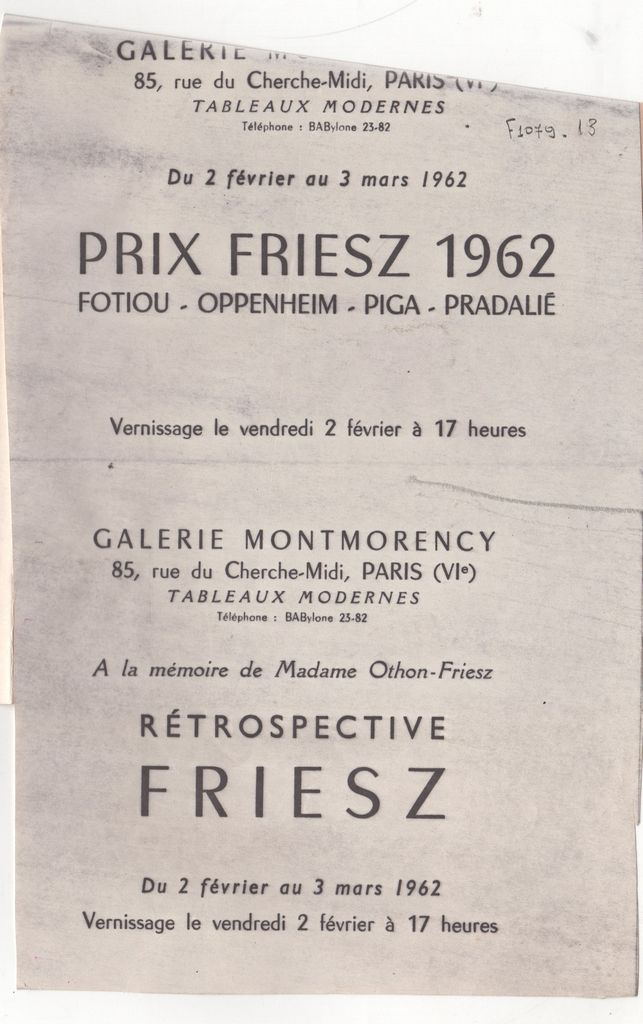 GALERIE
85, rue du Cherche-Midi, PARIS (VIe)
TABLEAUX MODERNES
Téléphone : BABylone 23-82
F1079.13
Du 2 février au 3 mars 1962
PRIX FRIESZ 1962
FOTIOU - OPPENHEIM - PIGA - PRADALIÉ
Vernissage le vendredi 2 février à 17 heures
GALERIE MONTMORENCY
85, rue du Cherche-Midi, PARIS (VIe)
TABLEAUX MODERNES
Téléphone : BABylone 23-82
A la mémoire de Madame Othon-Friesz
RÉTROSPECTIVE
FRIESZ
Du 2 février au 3 mars 1962
Vernissage le vendredi 2 février à 17 heures